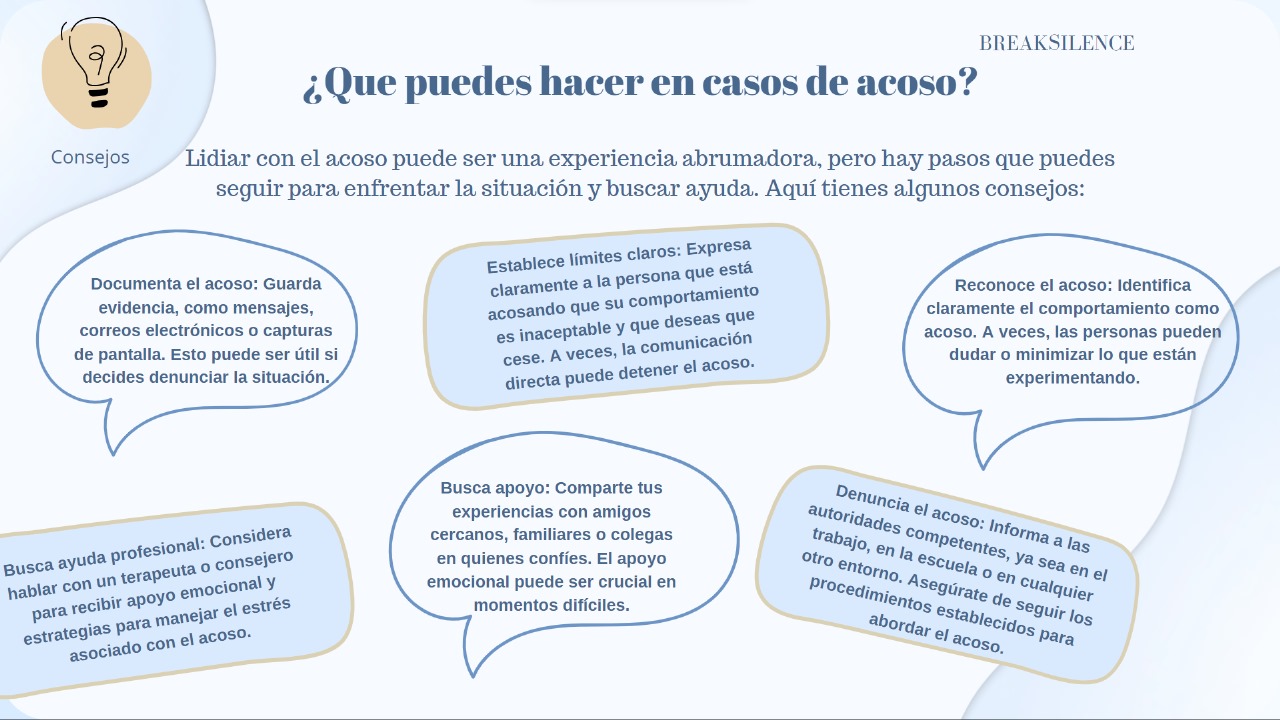 BREAKSILENCE
¿Que puedes hacer en casos de acoso?
Consejos
Lidiar con el acoso puede ser una experiencia abrumadora, pero hay pasos que puedes
seguir para enfrentar la situación y buscar ayuda. Aquí tienes algunos consejos:
Documenta el acoso: Guarda
evidencia, como mensajes,
correos electrónicos o capturas
de pantalla. Esto puede ser útil si
decides denunciar la situación.
Establece límites claros: Expresa
claramente a la persona que está
acosando que su comportamiento
es inaceptable y que deseas que
cese. A veces, la comunicación
directa puede detener el acoso.
Reconoce el acoso: Identifica
claramente el comportamiento como
acoso. A veces, las personas pueden
dudar o minimizar lo que están
experimentando.
Busca ayuda profesional: Considera
hablar con un terapeuta o consejero
para recibir apoyo emocional y
estrategias para manejar el estrés
asociado con el acoso.
Busca apoyo: Comparte tus
experiencias con amigos
cercanos, familiares o colegas
en quienes confíes. El apoyo
emocional puede ser crucial en
momentos difíciles.
Denuncia el acoso: Informa a las
autoridades competentes, ya sea en el
trabajo, en la escuela o en cualquier
otro entorno. Asegúrate de seguir los
procedimientos establecidos para
abordar el acoso.